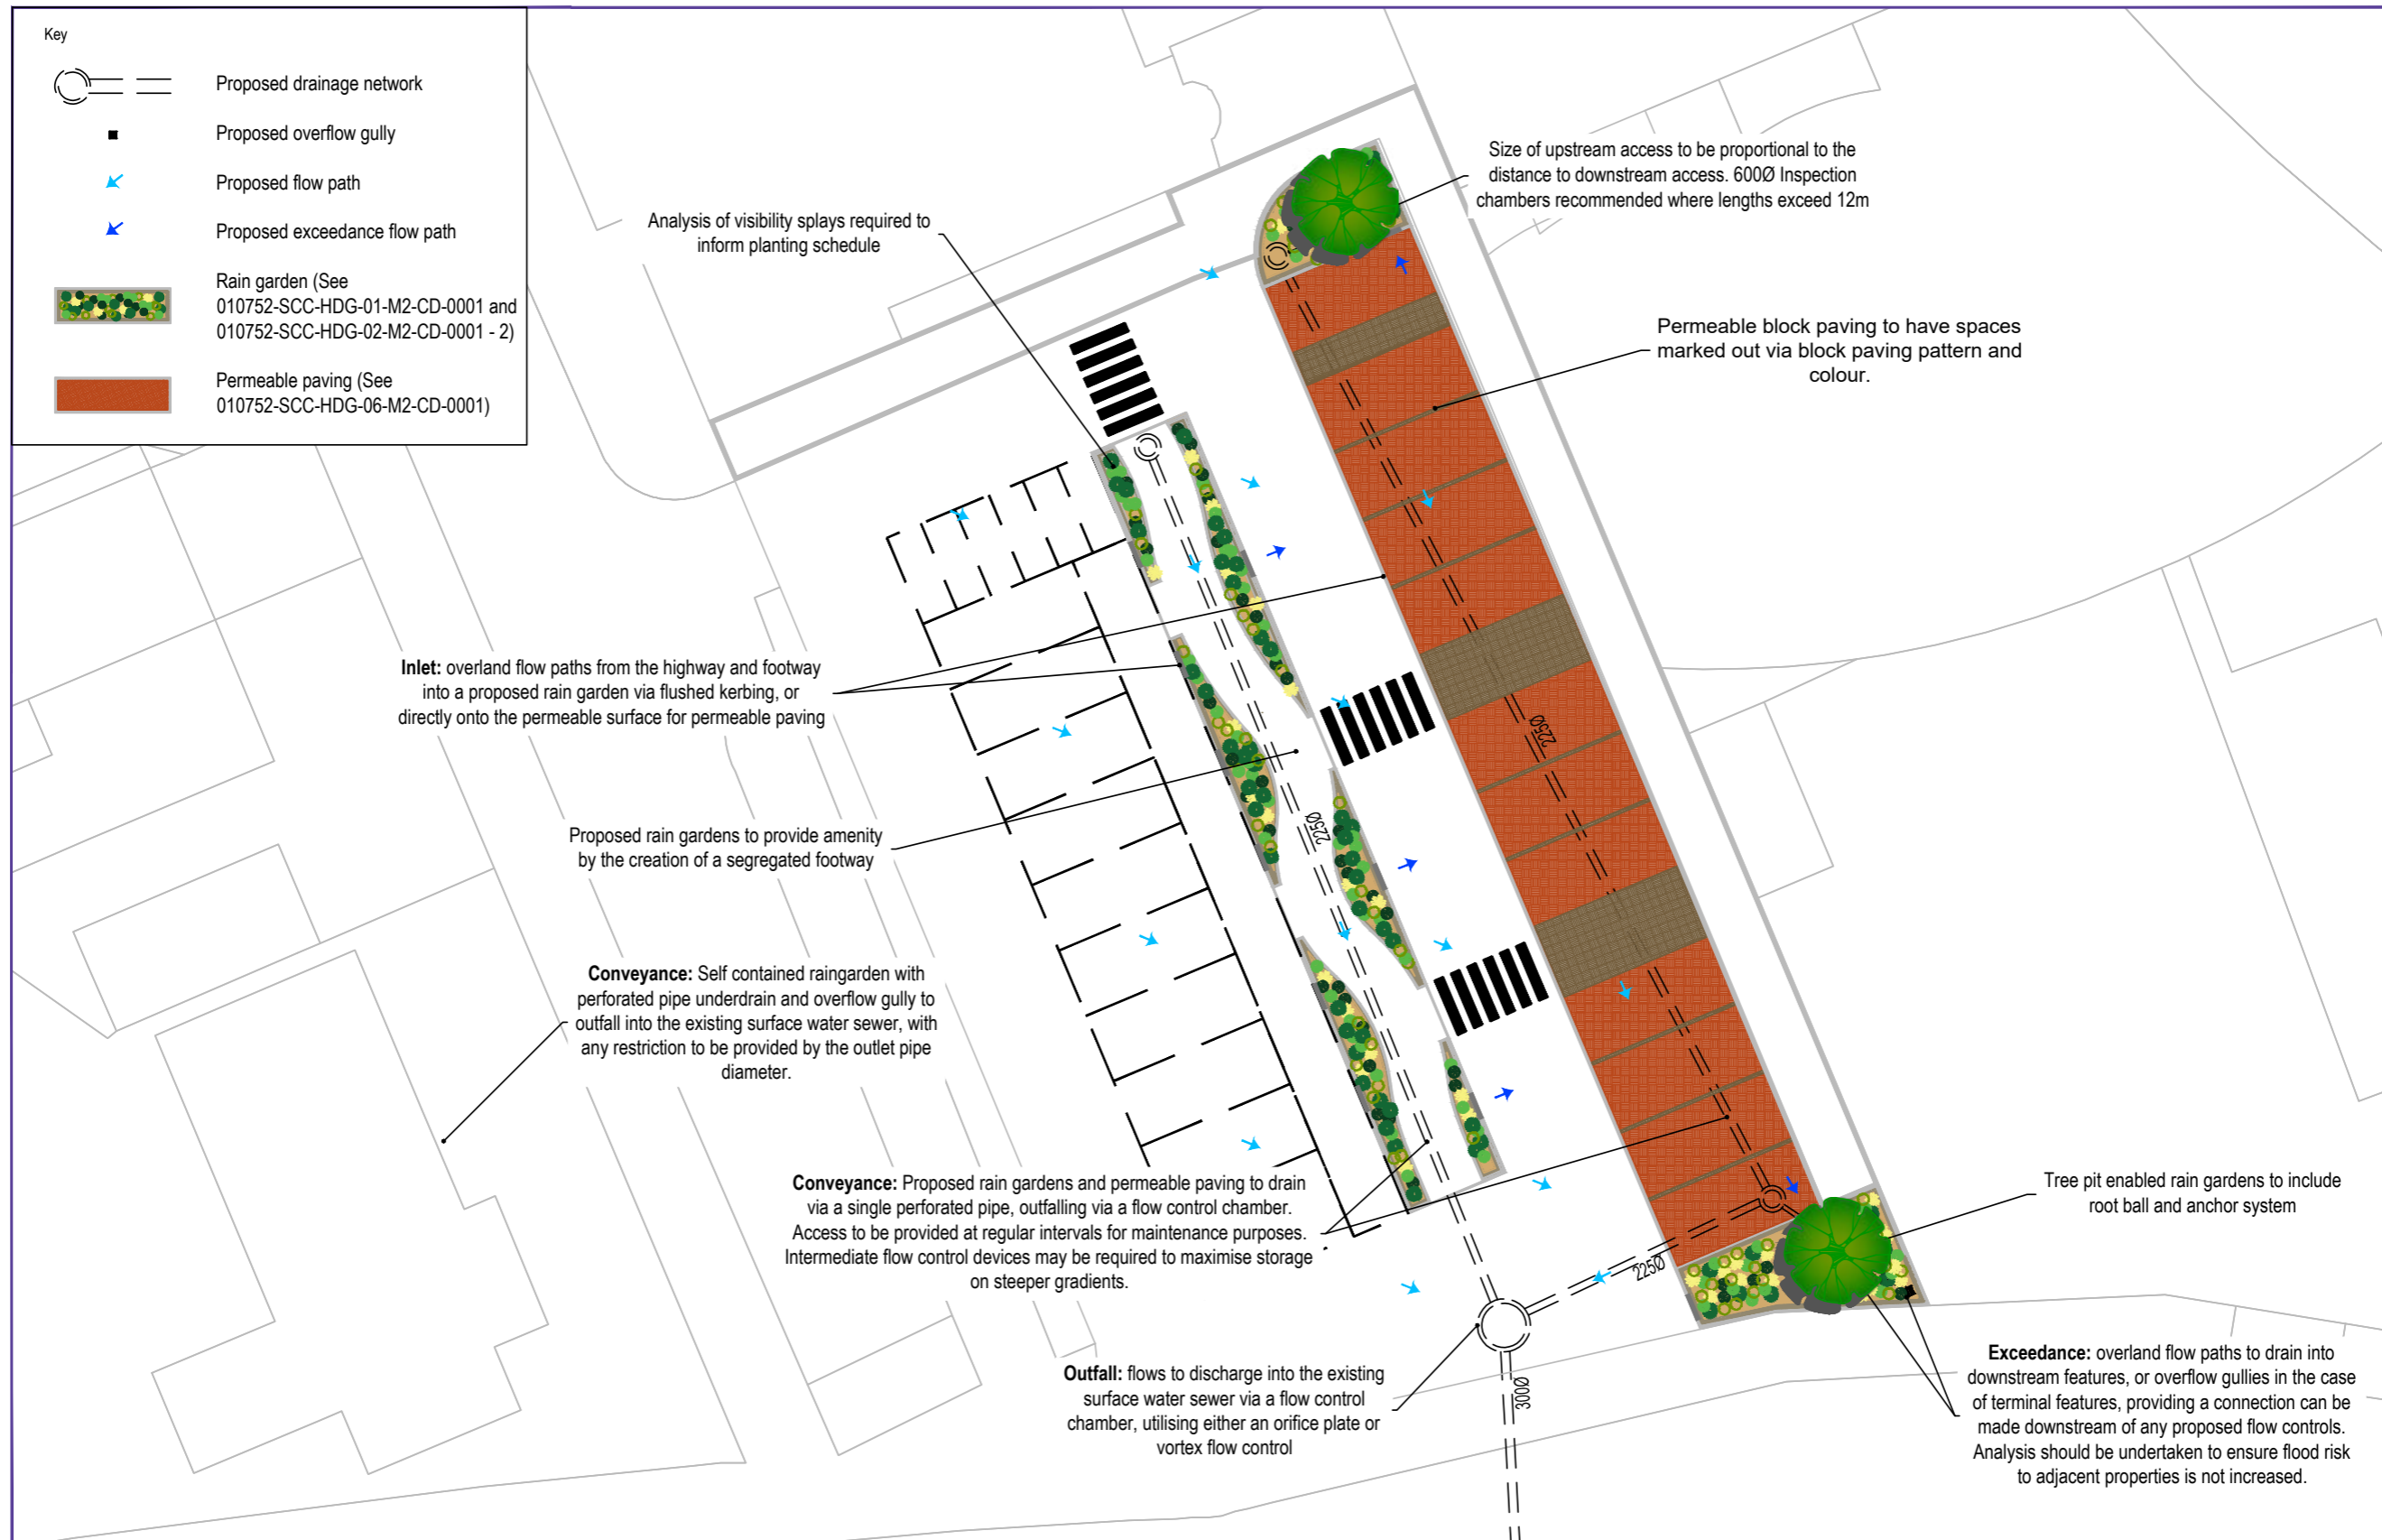 Key
Proposed drainage network
Proposed overflow gully
Proposed flow path
Proposed exceedance flow path
Rain garden (See
010752-SCC-HDG-01-M2-CD-0001 and
010752-SCC-HDG-02-M2-CD-0001 - 2)
Permeable paving (See
010752-SCC-HDG-06-M2-CD-0001)
Size of upstream access to be proportional to the
distance to downstream access. 600Ø Inspection
chambers recommended where lengths exceed 12m
Analysis of visibility splays required to
inform planting schedule
Permeable block paving to have spaces
marked out via block paving pattern and
colour.
Inlet: overland flow paths from the highway and footway
into a proposed rain garden via flushed kerbing, or
directly onto the permeable surface for permeable paving
225Ø
225Ø
Proposed rain gardens to provide amenity
by the creation of a segregated footway
Conveyance: Self contained raingarden with
perforated pipe underdrain and overflow gully to
outfall into the existing surface water sewer, with
any restriction to be provided by the outlet pipe
diameter.
Conveyance: Proposed rain gardens and permeable paving to drain
via a single perforated pipe, outfalling via a flow control chamber.
Access to be provided at regular intervals for maintenance purposes.
Intermediate flow control devices may be required to maximise storage
on steeper gradients.
Tree pit enabled rain gardens to include
root ball and anchor system
225Ø
Outfall: flows to discharge into the existing
surface water sewer via a flow control
chamber, utilising either an orifice plate or
vortex flow control
300Ø
Exceedance: overland flow paths to drain into
downstream features, or overflow gullies in the case
of terminal features, providing a connection can be
made downstream of any proposed flow controls.
Analysis should be undertaken to ensure flood risk
to adjacent properties is not increased.